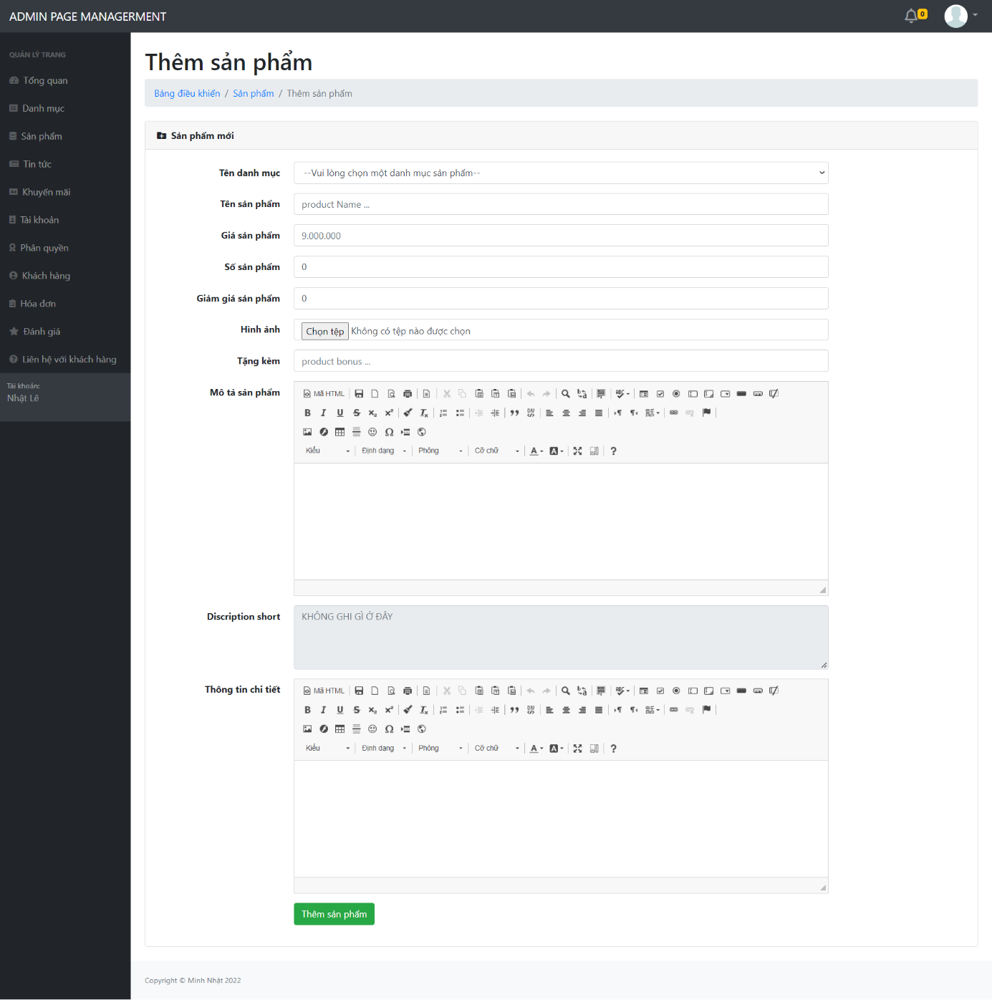 ADMIN PAGE MANAGERMENT
0
QUẢN LÝ TRANG
Tổng quan
Danh mục
Sản phẩm
Tin tức
Khuyến mãi
Tài khoản
Phân quyền
Khách hàng
Hóa đơn
Đánh giá
Liên hệ với khách hàng
Tài khoản:
Nhật Lê
Thêm sản phẩm
Bảng điều khiển / Sản phẩm / Thêm sản phẩm
Sản phẩm mới
Tên danh mục --Vui lòng chọn một danh mục sản phẩm--
Tên sản phẩm product Name ...
Giá sản phẩm 9.000.000
Số sản phẩm 0
Giảm giá sản phẩm 0
Hình ảnh Chọn tệp Không có tệp nào được chọn
Tặng kèm product bonus ...
Mô tả sản phẩm Mã HTML
Kiểu Định dạng Phông Cỡ chữ
Discription short KHÔNG GHI GÌ Ở ĐÂY
Thông tin chi tiết Mã HTML
Kiểu Định dạng Phông Cỡ chữ
Thêm sản phẩm
Copyright © Minh Nhật 2022